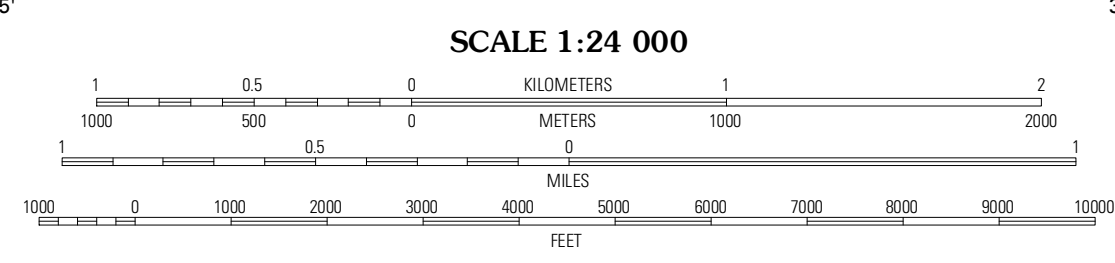 5'
SCALE 1:24 000
1 0.5 0 KILOMETERS 1 2
1000 500 0 METERS 1000 2000
1 0.5 0 1
MILES
1000 0 1000 2000 3000 4000 5000 6000 7000 8000 9000 10000
FEET